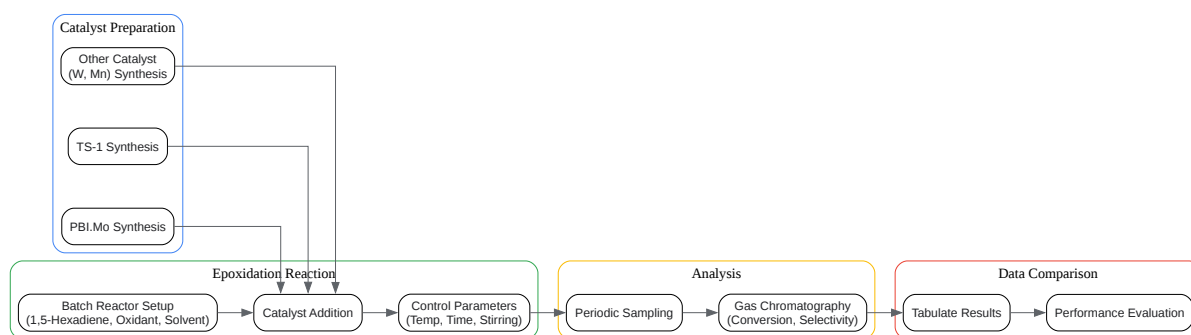 Catalyst Preparation
Other Catalyst
(W, Mn) Synthesis
TS-1 Synthesis
PBI.Mo Synthesis
Epoxidation Reaction
Batch Reactor Setup
(1,5-Hexadiene, Oxidant, Solvent)
Catalyst Addition
Control Parameters
(Temp, Time, Stirring)
Analysis
Periodic Sampling
Gas Chromatography
(Conversion, Selectivity)
Data Comparison
Tabulate Results
Performance Evaluation